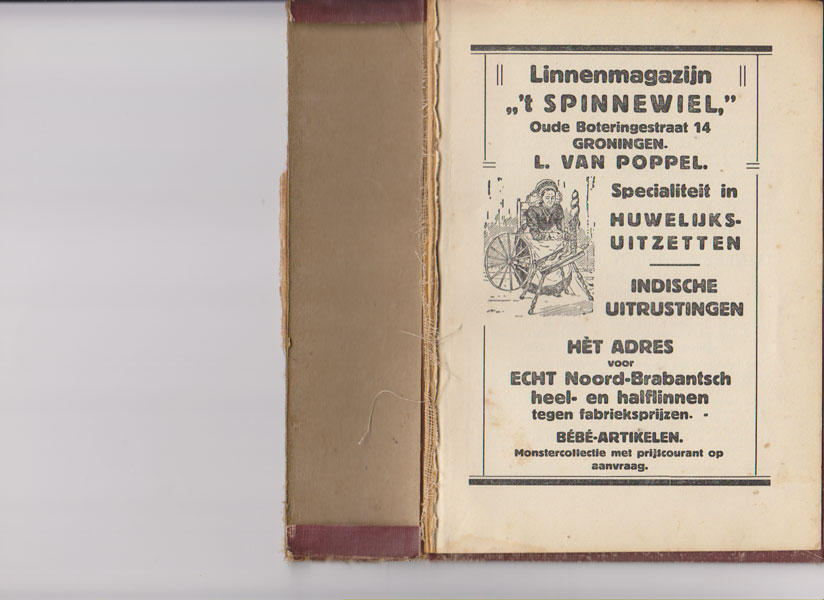 Linnenmagazijn
„'t SPINNEWIEL,”
Oude Boteringestraat 14
GRONINGEN.
L. VAN POPPEL.
Specialiteit in
HUWELIJKS-
UITZETTEN
INDISCHE
UITRUSTINGEN
HÈT ADRES
voor
ECHT Noord-Brabantsch
heel- en halflinnen
tegen fabrieksprijzen. -
BÉBÉ-ARTIKELEN.
Monstercollectie met prijscourant op
aanvraag.